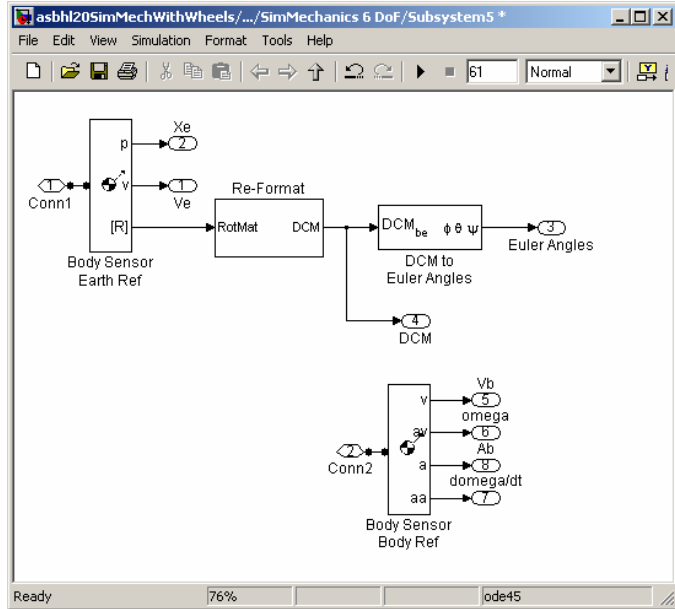 asbhl20SimMechWithWheels/.../SimMechanics 6 DoF/Subsystem5 *
File Edit View Simulation Format Tools Help
61 Normal
Xe
p 2
1 v 1
Conn1 Ve
[R]
Body Sensor
Earth Ref
Re-Format
RotMat DCM
DCM be ϕ θ ψ
DCM to
Euler Angles
3
Euler Angles
4
DCM
Vb
v 5
omega
av 6
Ab
2 a 8
Conn2 domega/dt
aa 7
Body Sensor
Body Ref
Ready 76% ode45